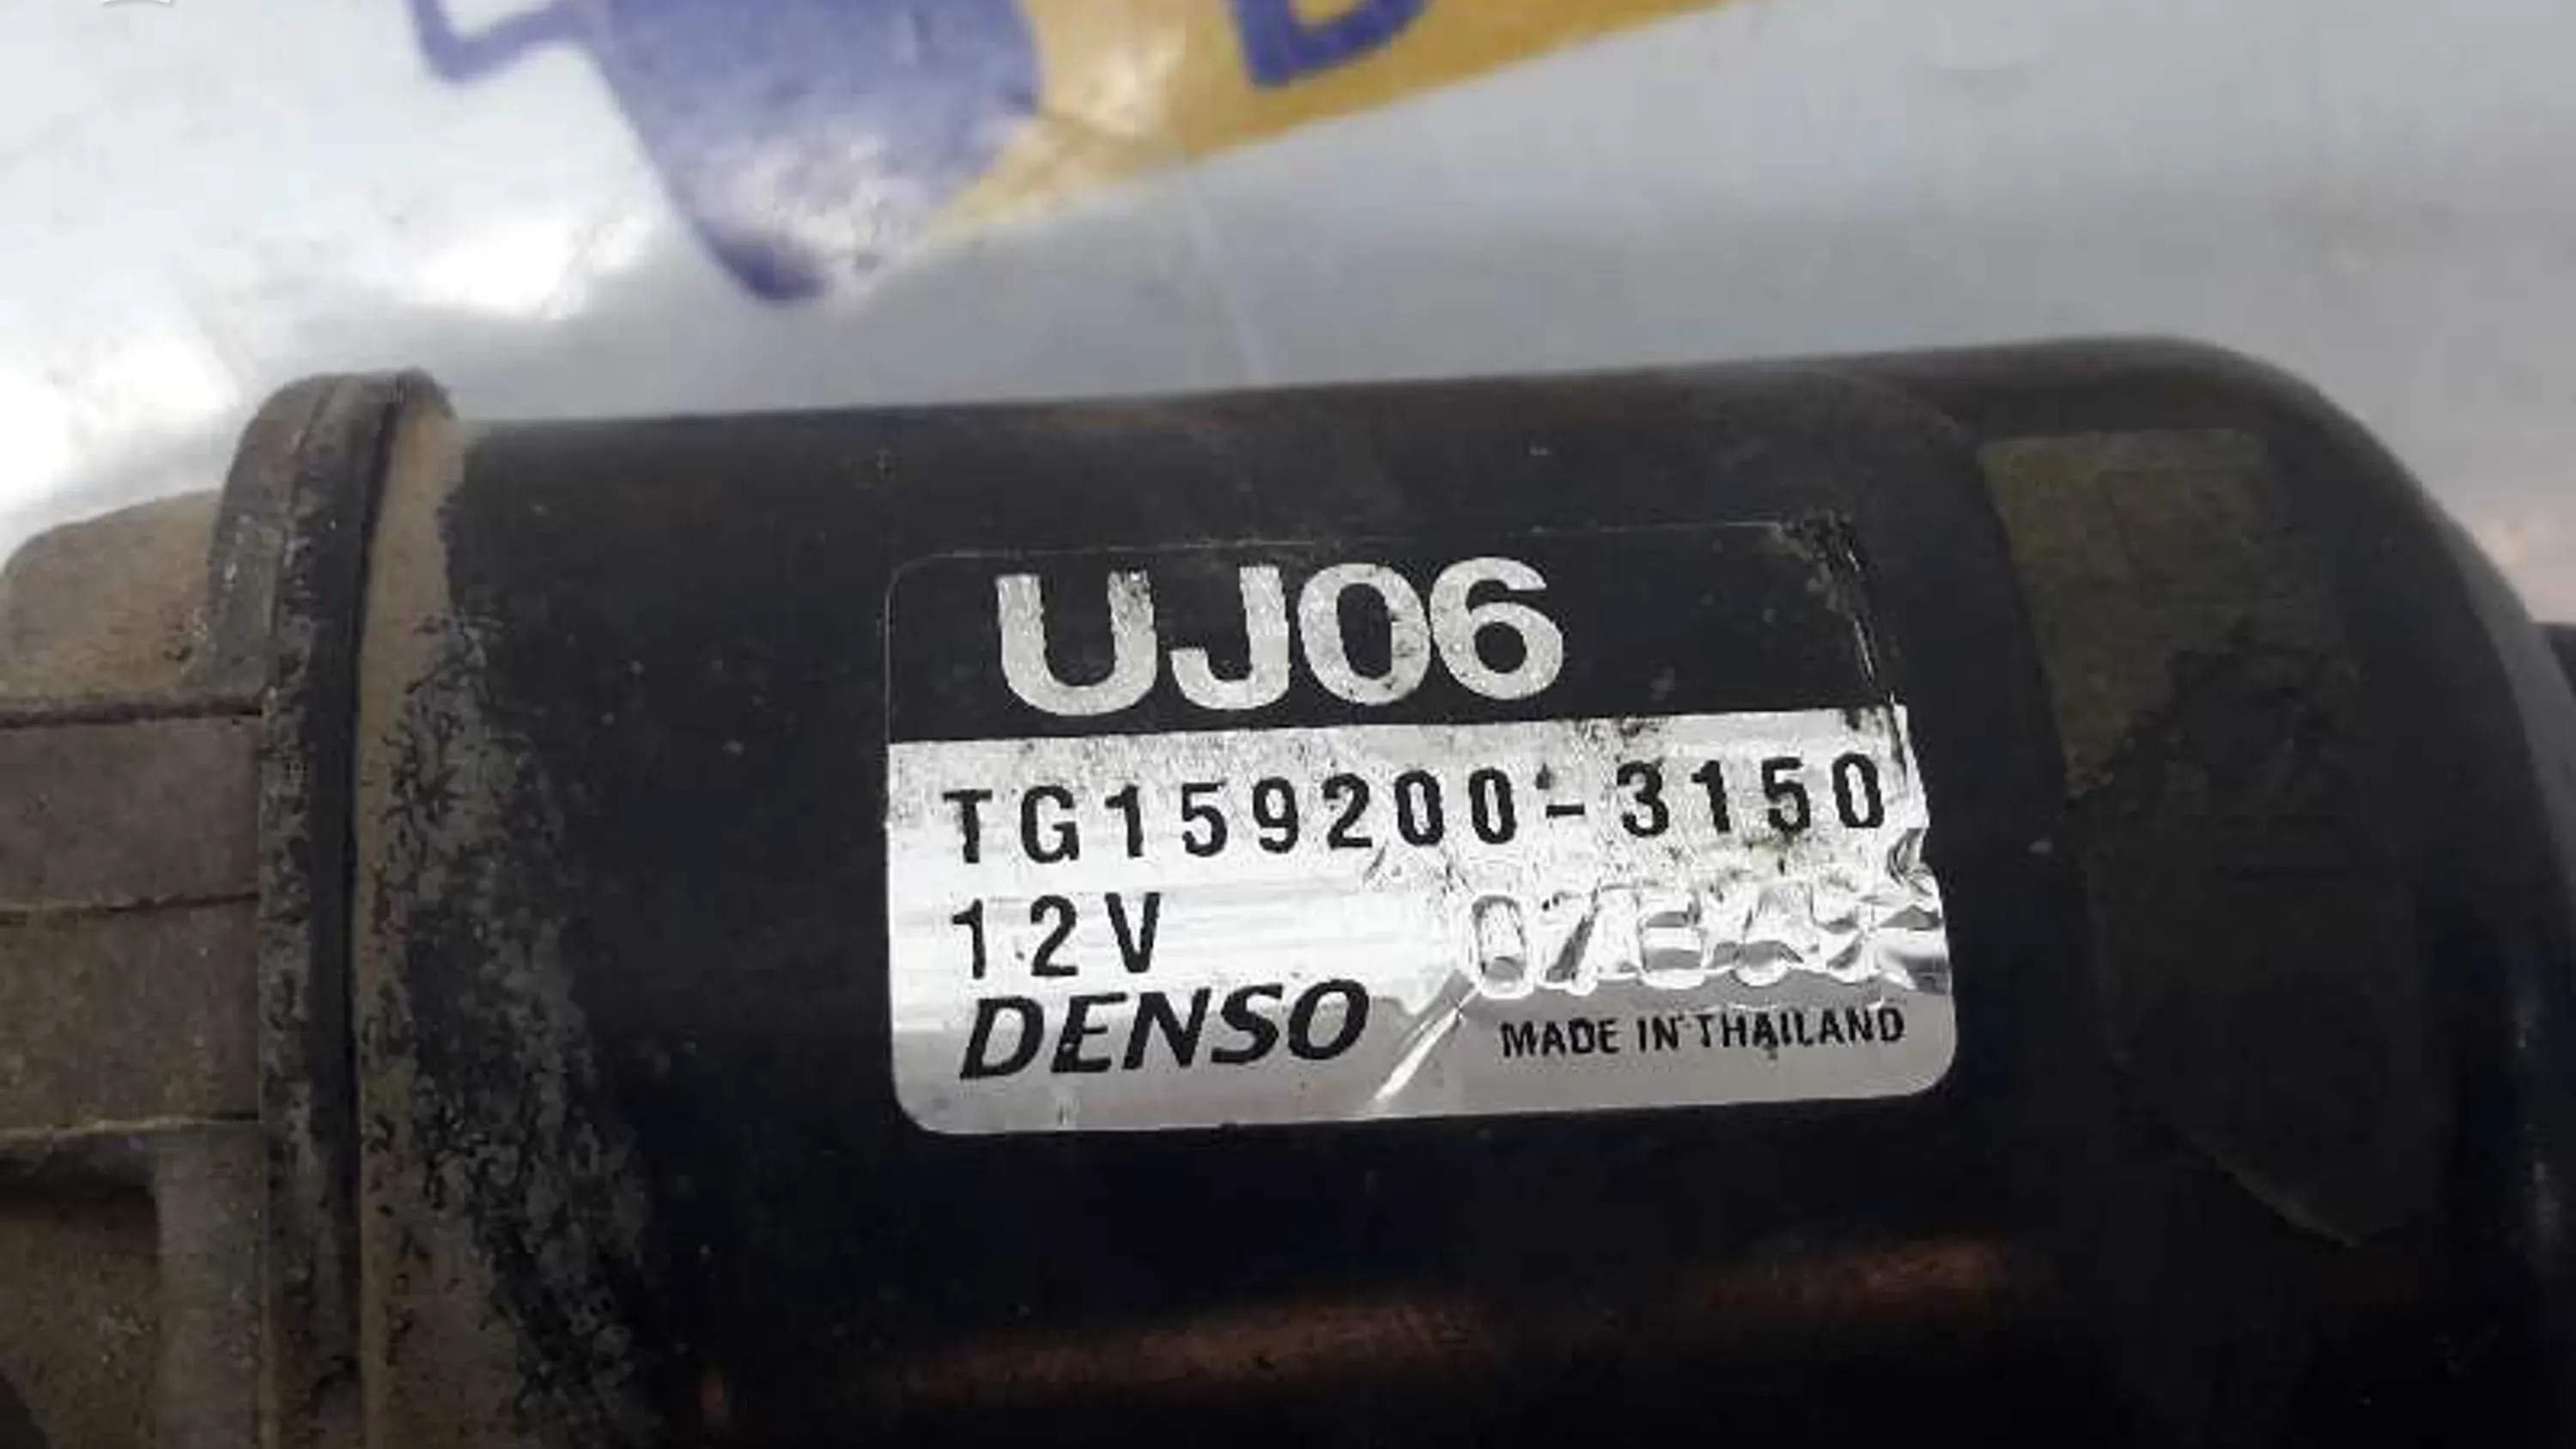 UJ06
TG159200-3150
12V
DENSO
MADE IN THAILAND